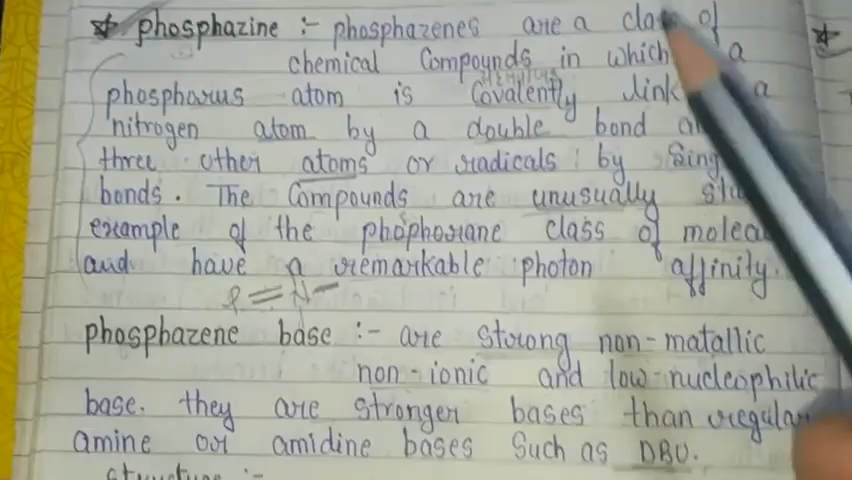 * phosphazine :- phosphazenes are a class of
chemical Compounds in which a
phosphorus atom is Covalently link a
nitrogen atom by a double bond
three other atoms or radicals by Sing
bonds. The Compounds are unusually
example of the phophorane class of molec
and have a remarkable photon affinity.
P=N-
phosphazene base :- are strong non-matallic
non-ionic and low-nucleophilic
base. they are stronger bases than regular
amine or amidine bases Such as DBU.
structure :-